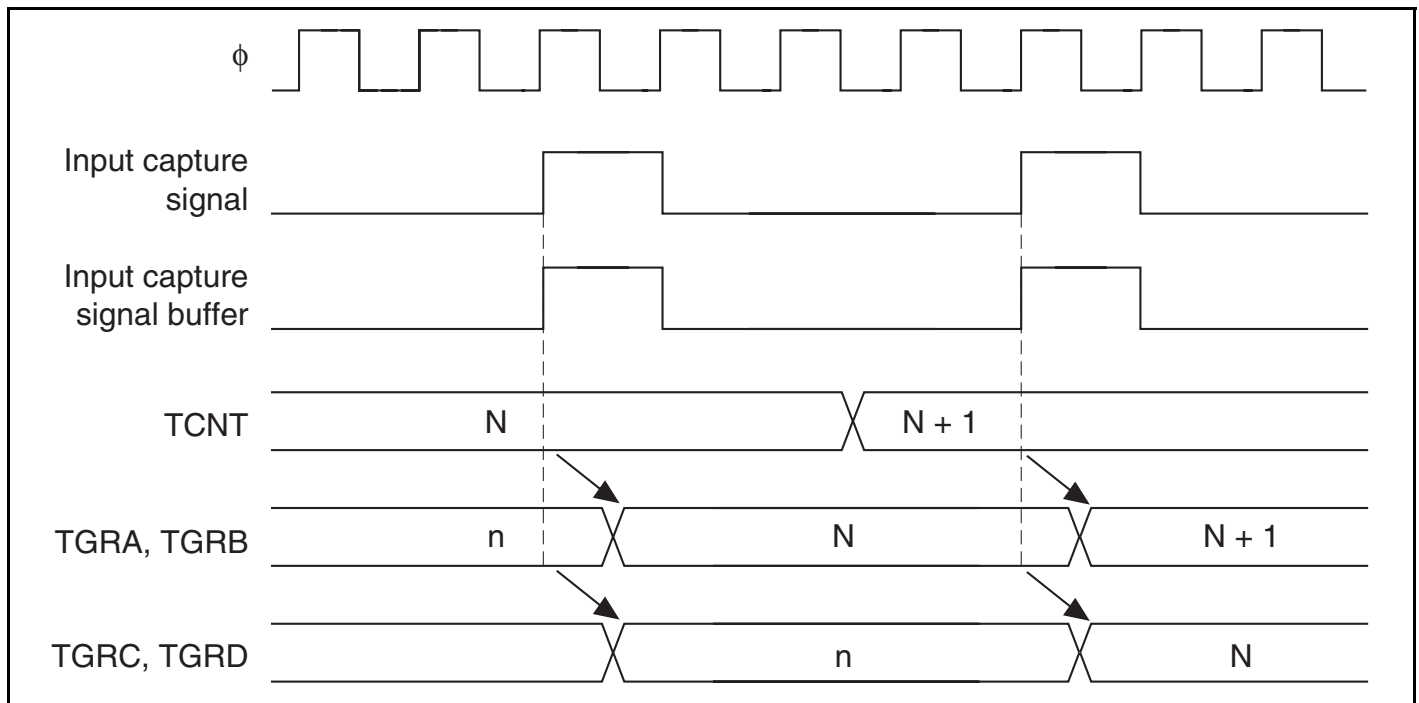 ϕ
Input capture
signal
Input capture
signal buffer
TCNT
N
N + 1
TGRA, TGRB
n
N
N + 1
TGRC, TGRD
n
N